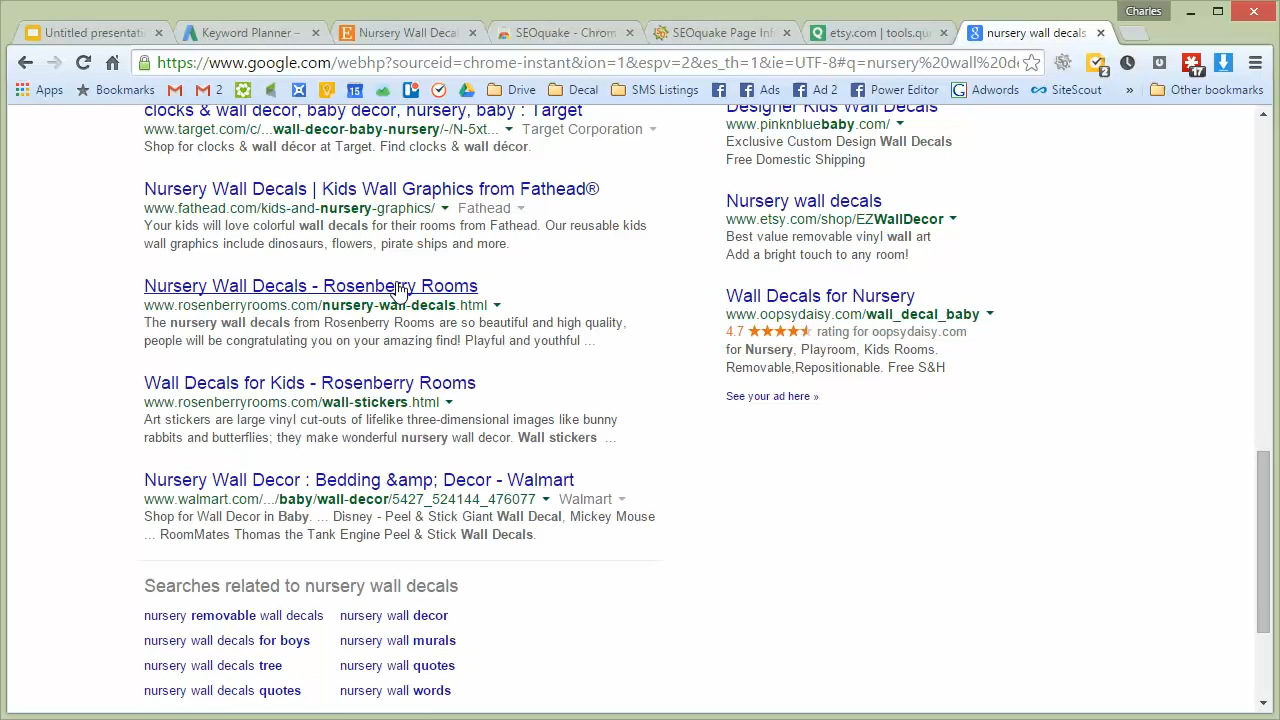 Charles
Untitled presentati
Keyword Planner –
Nursery Wall Decal
SEOquake - Chrom
SEOquake Page Inf
etsy.com | tools.qu
nursery wall decals
https://www.google.com/webhp?sourceid=chrome-instant&ion=1&espv=2&es_th=1&ie=UTF-8#q=nursery%20wall%20de
2
17
Apps
Bookmarks
Gmail 2
Drive
Decal
SMS Listings
Ads
Ad 2
Power Editor
Adwords
SiteScout
»
Other bookmarks
clocks & wall decor, baby decor, nursery, baby : Target
www.target.com/c/...wall-decor-baby-nursery/-/N-5xt... Target Corporation
Shop for clocks & wall décor at Target. Find clocks & wall décor.
Nursery Wall Decals | Kids Wall Graphics from Fathead®
www.fathead.com/kids-and-nursery-graphics/ Fathead
Your kids will love colorful wall decals for their rooms from Fathead. Our reusable kids
wall graphics include dinosaurs, flowers, pirate ships and more.
Nursery Wall Decals - Rosenberry Rooms
www.rosenberryrooms.com/nursery-wall-decals.html
The nursery wall decals from Rosenberry Rooms are so beautiful and high quality,
people will be congratulating you on your amazing find! Playful and youthful ...
Wall Decals for Kids - Rosenberry Rooms
www.rosenberryrooms.com/wall-stickers.html
Art stickers are large vinyl cut-outs of lifelike three-dimensional images like bunny
rabbits and butterflies; they make wonderful nursery wall decor. Wall stickers ...
Nursery Wall Decor : Bedding &amp; Decor - Walmart
www.walmart.com/.../baby/wall-decor/5427_524144_476077 Walmart
Shop for Wall Decor in Baby. ... Disney - Peel & Stick Giant Wall Decal, Mickey Mouse
... RoomMates Thomas the Tank Engine Peel & Stick Wall Decals.
Searches related to nursery wall decals
nursery removable wall decals
nursery wall decor
nursery wall decals for boys
nursery wall murals
nursery wall decals tree
nursery wall quotes
nursery wall decals quotes
nursery wall words
Designer Kids Wall Decals
www.pinknbluebaby.com/
Exclusive Custom Design Wall Decals
Free Domestic Shipping
Nursery wall decals
www.etsy.com/shop/EZWallDecor
Best value removable vinyl wall art
Add a bright touch to any room!
Wall Decals for Nursery
www.oopsydaisy.com/wall_decal_baby
4.7 ★★★★★ rating for oopsydaisy.com
for Nursery, Playroom, Kids Rooms.
Removable,Repositionable. Free S&H
See your ad here »